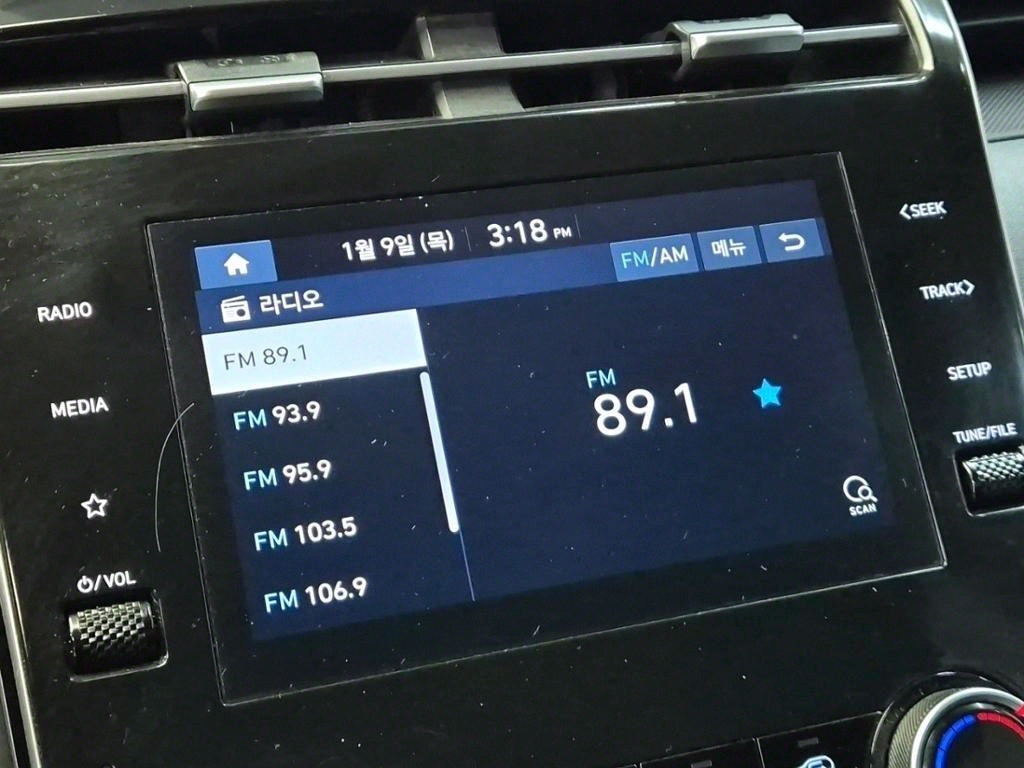 1월 9일 (목) 3:18 PM
FM/AM 메뉴
라디오
FM 89.1
FM 93.9
FM 95.9
FM 103.5
FM 106.9
FM
89.1
SCAN
RADIO
MEDIA
/VOL
SEEK
TRACK
SETUP
TUNE/FILE